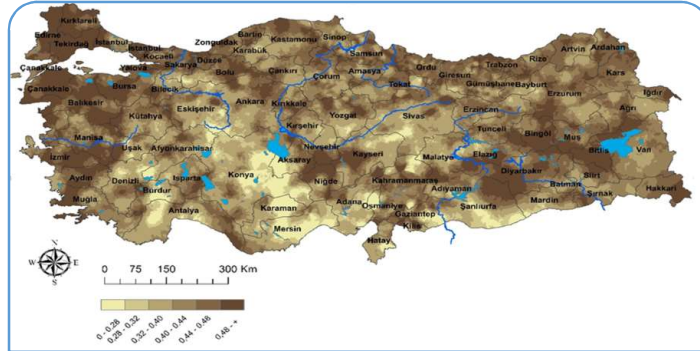 Kırklareli
Edirne
Tekirdağ
İstanbul
İstanbul
Kocaeli
Yalova
Sakarya
Düzce
Zonguldak
Bartın
Karabük
Kastamonu
Sinop
Samsun
Ordu
Giresun
Trabzon
Rize
Artvin
Ardahan
Kars
Iğdır
Ağrı
Çanakkale
Çanakkale
Bursa
Bilecik
Bolu
Çankırı
Çorum
Amasya
Tokat
Gümüşhane
Bayburt
Erzurum
Erzincan
Balıkesir
Kütahya
Eskişehir
Ankara
Kırıkkale
Kırşehir
Yozgat
Sivas
Tunceli
Bingöl
Muş
Bitlis
Van
Manisa
İzmir
Uşak
Afyonkarahisar
Aksaray
Nevşehir
Kayseri
Malatya
Elazığ
Diyarbakır
Batman
Siirt
Şırnak
Hakkari
Aydın
Denizli
Muğla
Burdur
Isparta
Konya
Niğde
Kahramanmaraş
Adıyaman
Şanlıurfa
Mardin
Antalya
Karaman
Mersin
Adana
Osmaniye
Gaziantep
Kilis
Hatay
N
W
E
S
0 75 150 300 Km
0 - 0,28
0,28 - 0,32
0,32 - 0,40
0,40 - 0,44
0,44 - 0,48
0,48 - +